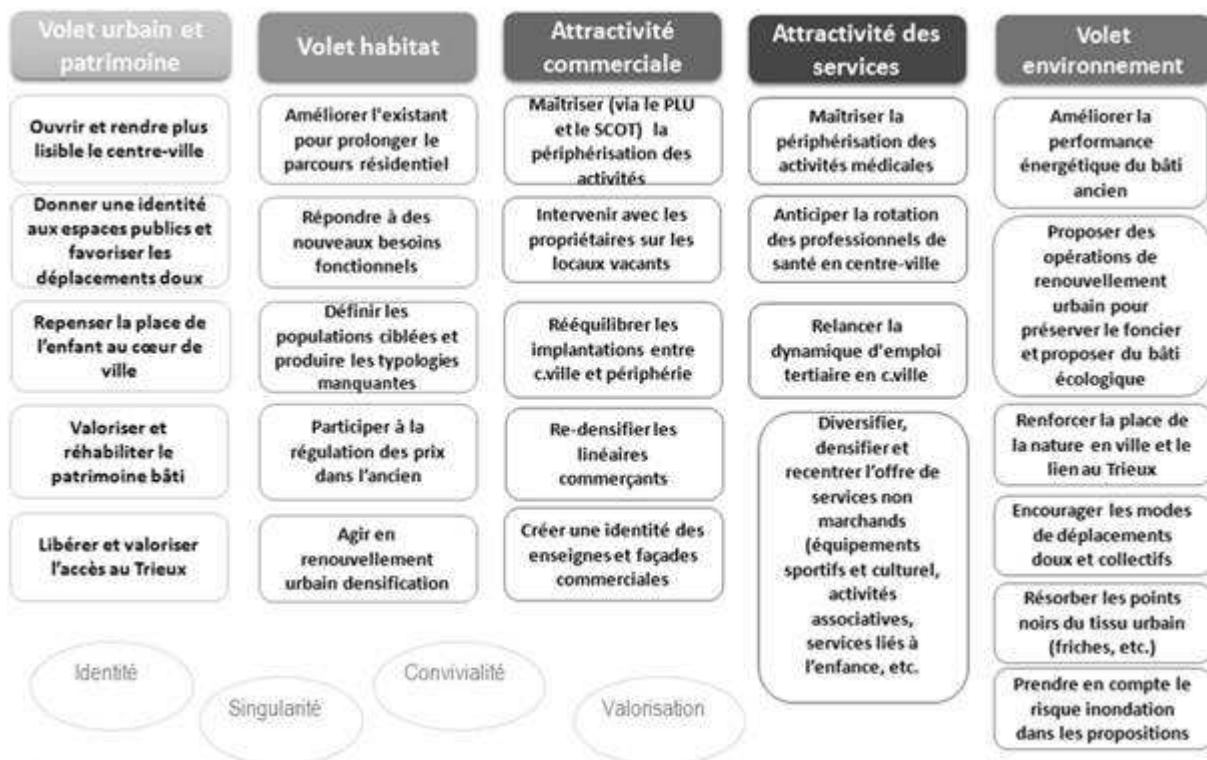 Volet urbain et
patrimoine
Ouvrir et rendre plus
lisible le centre-ville
Donner une identité
aux espaces publics et
favoriser les
déplacements doux
Repenser la place de
l'enfant au cœur de
ville
Valoriser et
réhabiliter le
patrimoine bâti
Libérer et valoriser
l'accès au Trieux
Volet habitat
Améliorer l'existant
pour prolonger le
parcours résidentiel
Répondre à des
nouveaux besoins
fonctionnels
Définir les
populations ciblées et
produire les typologies
manquantes
Participer à la
régulation des prix
dans l'ancien
Agir en
renouvellement
urbain densification
Attractivité
commerciale
Maîtriser (via le PLU
et le SCOT) la
périphérisation des
activités
Intervenir avec les
propriétaires sur les
locaux vacants
Rééquilibrer les
implantations entre
c.ville et périphérie
Re-densifier les
linéaires
commerçants
Créer une identité des
enseignes et façades
commerciales
Attractivité des
services
Maîtriser la
périphérisation des
activités médicales
Anticiper la rotation
des professionnels de
santé en centre-ville
Relancer la
dynamique d'emploi
tertiaire en c.ville
Diversifier,
densifier et
recentrer l'offre de
services non
marchands
(équipements
sportifs et culturel,
activités
associatives,
services liés à
l'enfance, etc.
Volet
environnement
Améliorer la
performance
énergétique du bâti
ancien
Proposer des
opérations de
renouvellement
urbain pour
préserver le foncier
et proposer du bâti
écologique
Renforcer la place de
la nature en ville et le
lien au Trieux
Encourager les modes
de déplacements
doux et collectifs
Résorber les points
noirs du tissu urbain
(friches, etc.)
Prendre en compte le
risque inondation
dans les propositions
Identité
Singularité
Convivialité
Valorisation